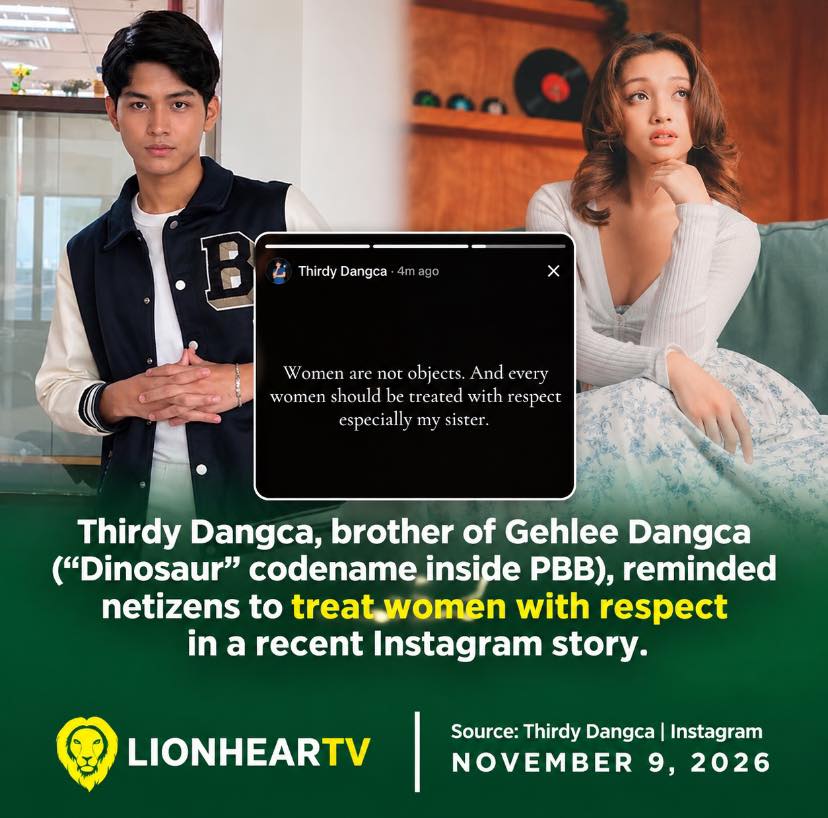 B
Thirdy Dangca · 4m ago
Women are not objects. And every
women should be treated with respect
especially my sister.
Thirdy Dangca, brother of Gehlee Dangca
(“Dinosaur” codename inside PBB), reminded
netizens to treat women with respect
in a recent Instagram story.
LIONHEARTV
Source: Thirdy Dangca | Instagram
NOVEMBER 9, 2026